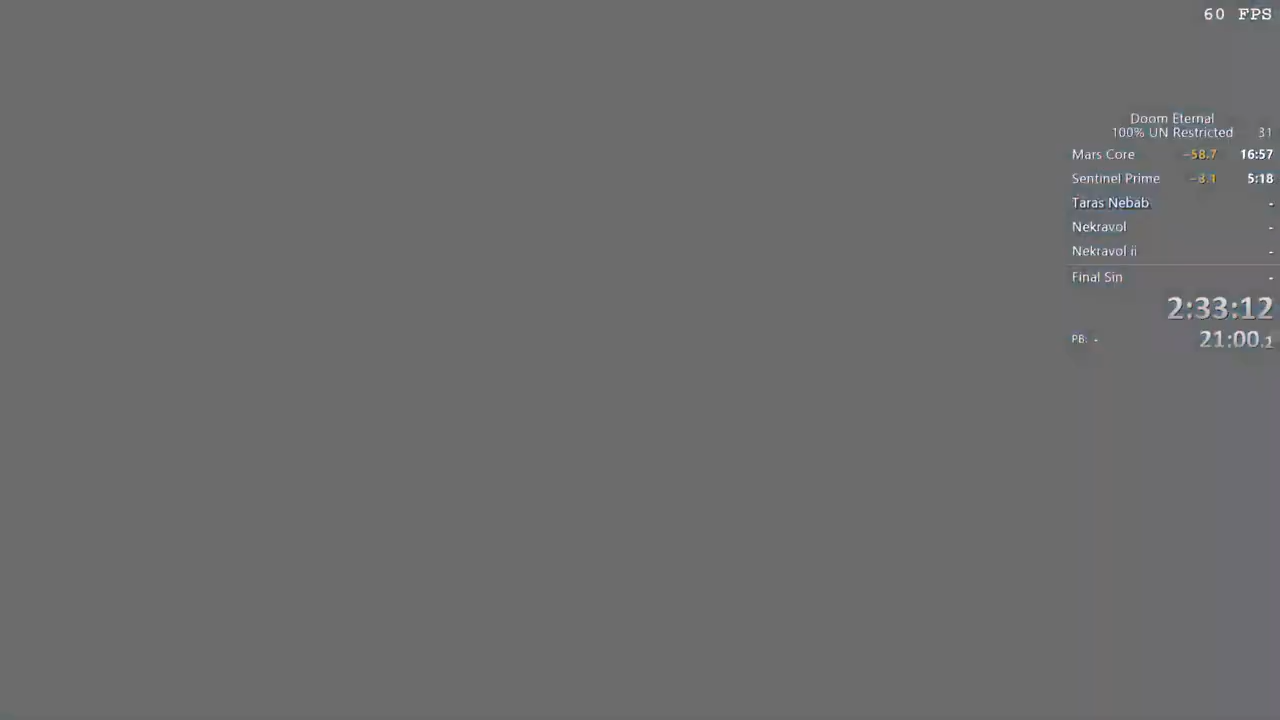 60 FPS
Doom Eternal
100% UN Restricted 31
Mars Core -58.7 16:57
Sentinel Prime -3.1 5:18
Taras Nebab -
Nekravol -
Nekravol ii -
Final Sin -
2:33:12
PB: - 21:00.1